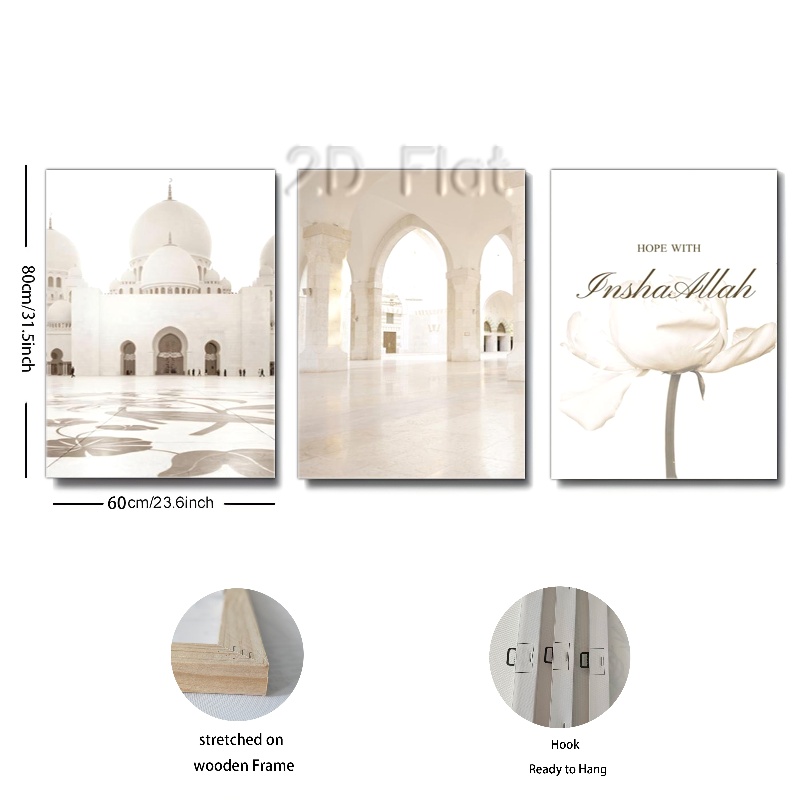 2D Flat
80cm/31.5inch
HOPE WITH
InshaAllah
60cm/23.6inch
stretched on
wooden Frame
Hook
Ready to Hang